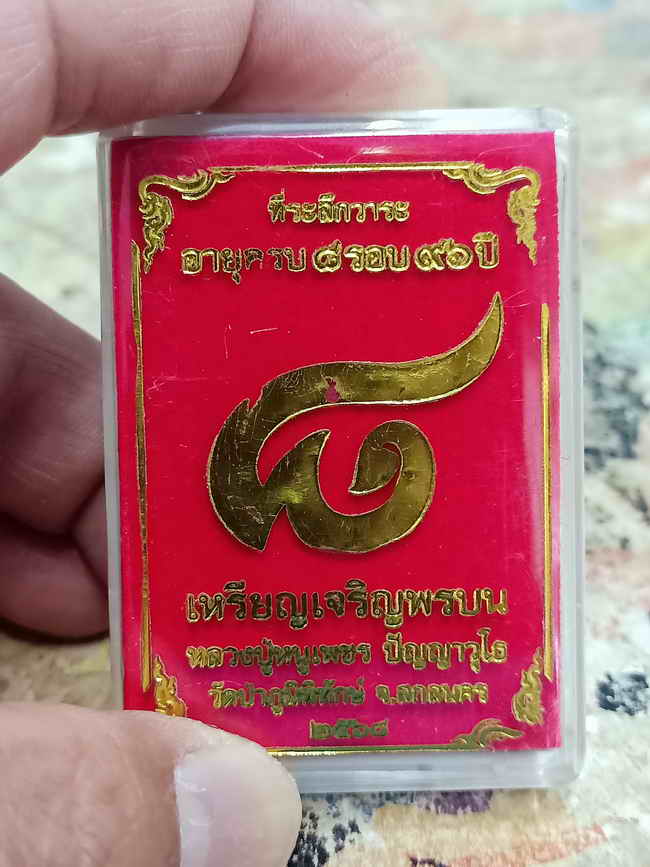 ที่ระลึกวาระ
อายุครบ ๘ รอบ ๙๖ ปี
๘
เหรียญเจริญพรบน
หลวงปู่หนูเพชร ปัญญาวุโธ
วัดป่าภูมิพิทักษ์ จ.สกลนคร
๒๕๖๘